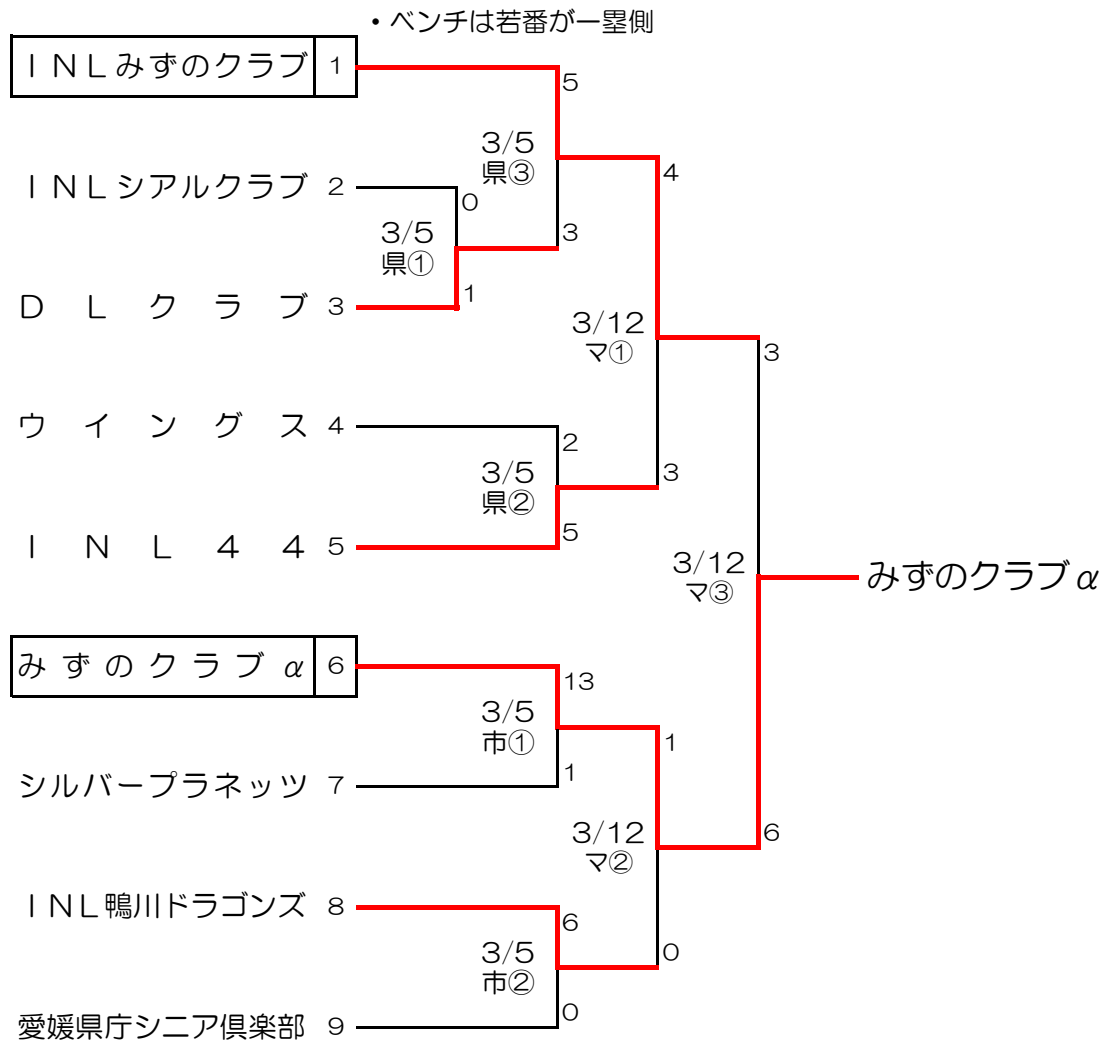 ・ベンチは若番が一塁側
ＩＮＬみずのクラブ 1
5
3/5
県③
4
ＩＮＬシアルクラブ 2
0
3/5
県①
3
1
ＤＬクラブ 3
3/12
マ①
3
ウイングス 4
2
3/5
県②
3
5
ＩＮＬ４４ 5
3/12
マ③
みずのクラブα
みずのクラブα 6
13
3/5
市①
1
1
シルバープラネッツ 7
3/12
マ②
6
ＩＮＬ鴨川ドラゴンズ 8
6
3/5
市②
0
0
愛媛県庁シニア倶楽部 9